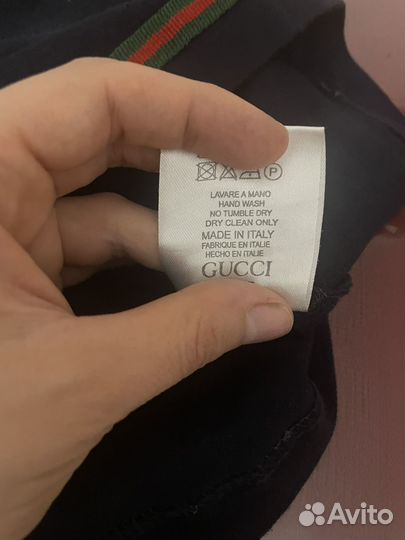 P
LAVARE A MANO
HAND WASH
NO TUMBLE DRY
DRY CLEAN ONLY
MADE IN ITALY
FABRIQUE EN ITALIE
HECHO EN ITALIE
GUCCI
Avito